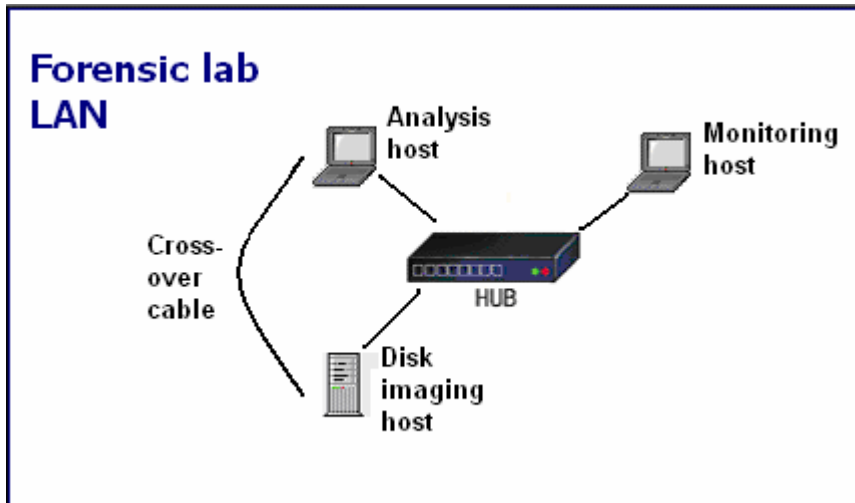 Forensic lab
LAN
Analysis
host
Monitoring
host
Cross-
over
cable
HUB
Disk
imaging
host